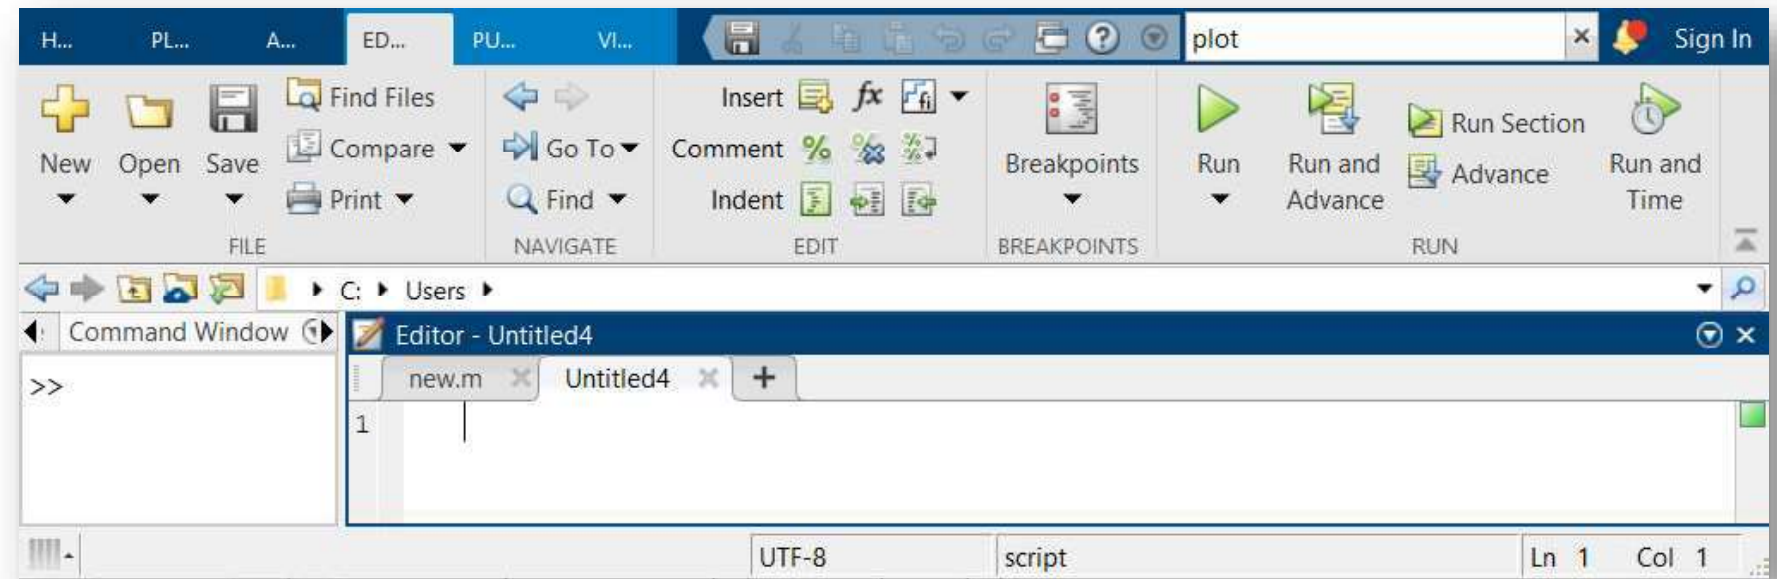 H... PL... A... ED... PU... VI... plot Sign In
Find Files Insert fx fi
New Open Save Compare Go To Comment % Breakpoints Run Run and Advance Run Section Run and Time
Print Find Indent Advance
FILE NAVIGATE EDIT BREAKPOINTS RUN
C: Users
Command Window Editor - Untitled4
new.m Untitled4 +
>>
1
UTF-8 script Ln 1 Col 1